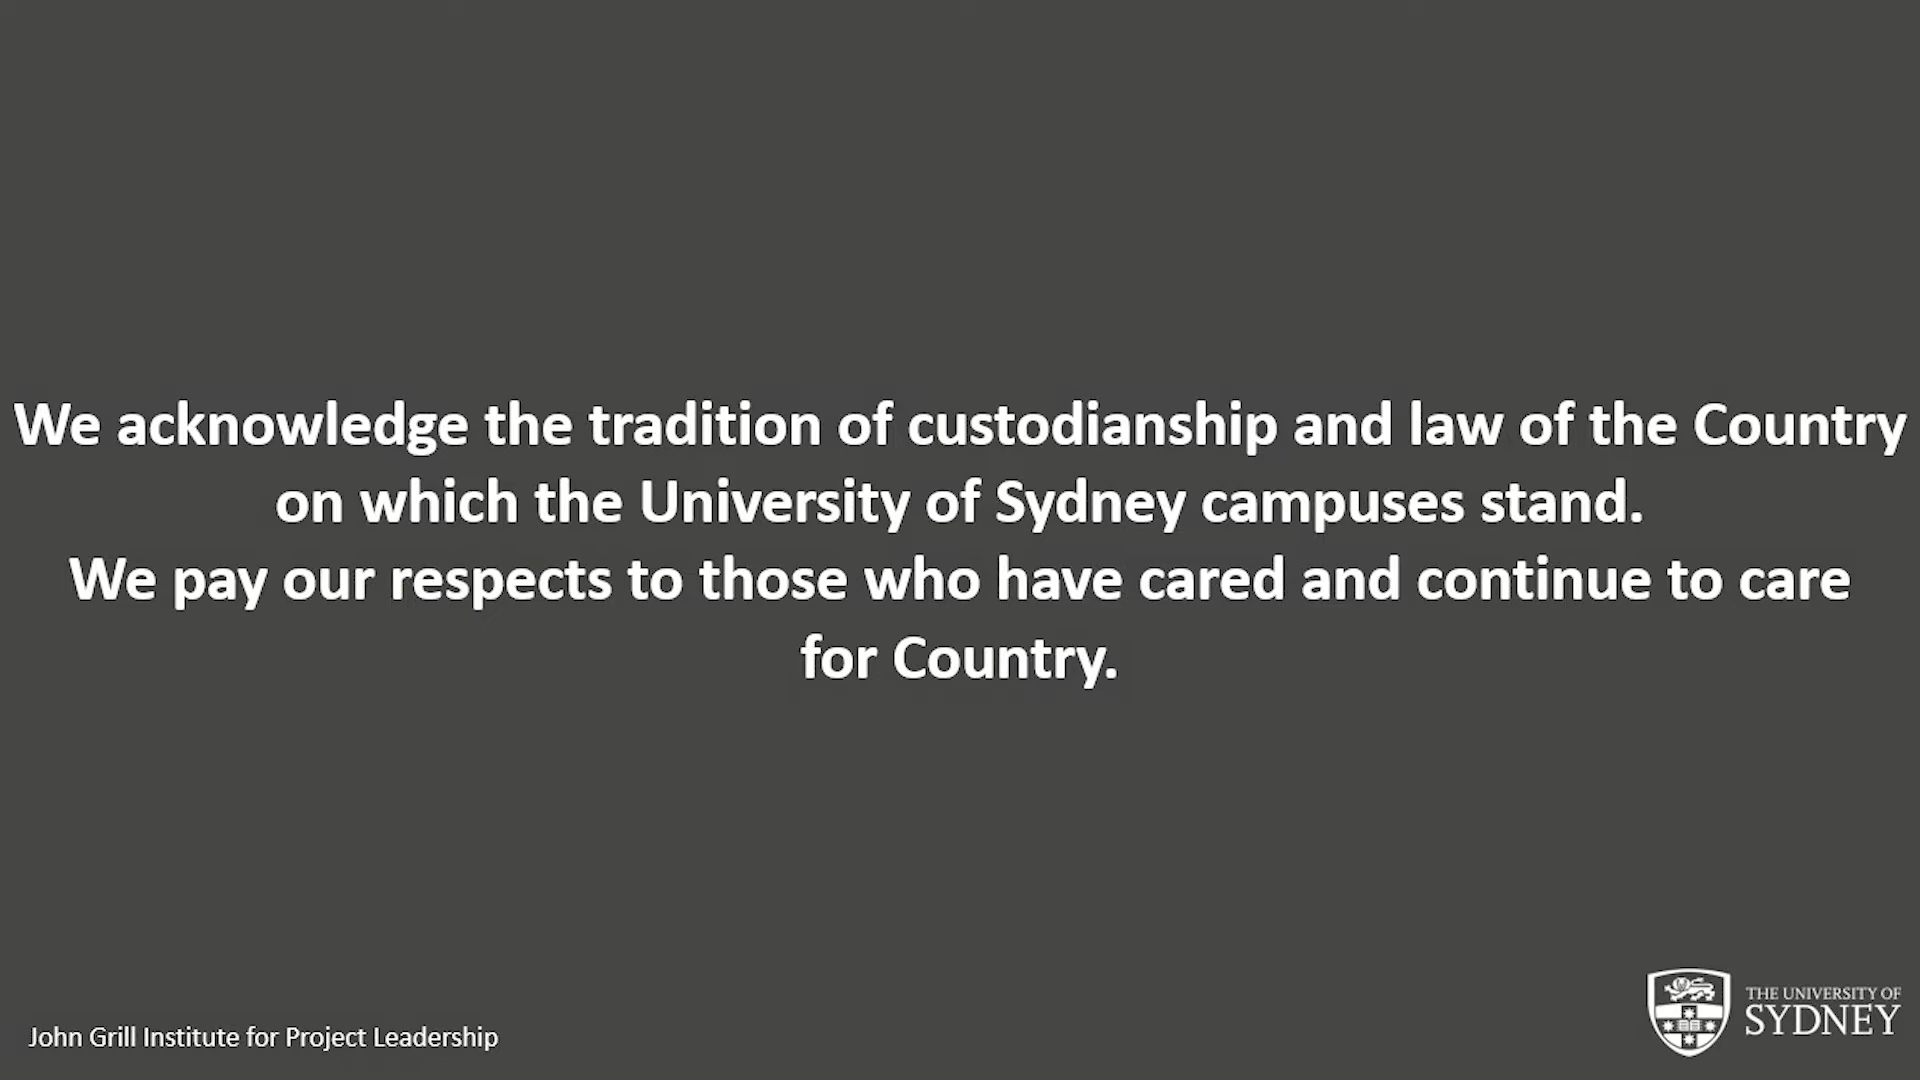 We acknowledge the tradition of custodianship and law of the Country
on which the University of Sydney campuses stand.
We pay our respects to those who have cared and continue to care
for Country.
John Grill Institute for Project Leadership
THE UNIVERSITY OF
SYDNEY